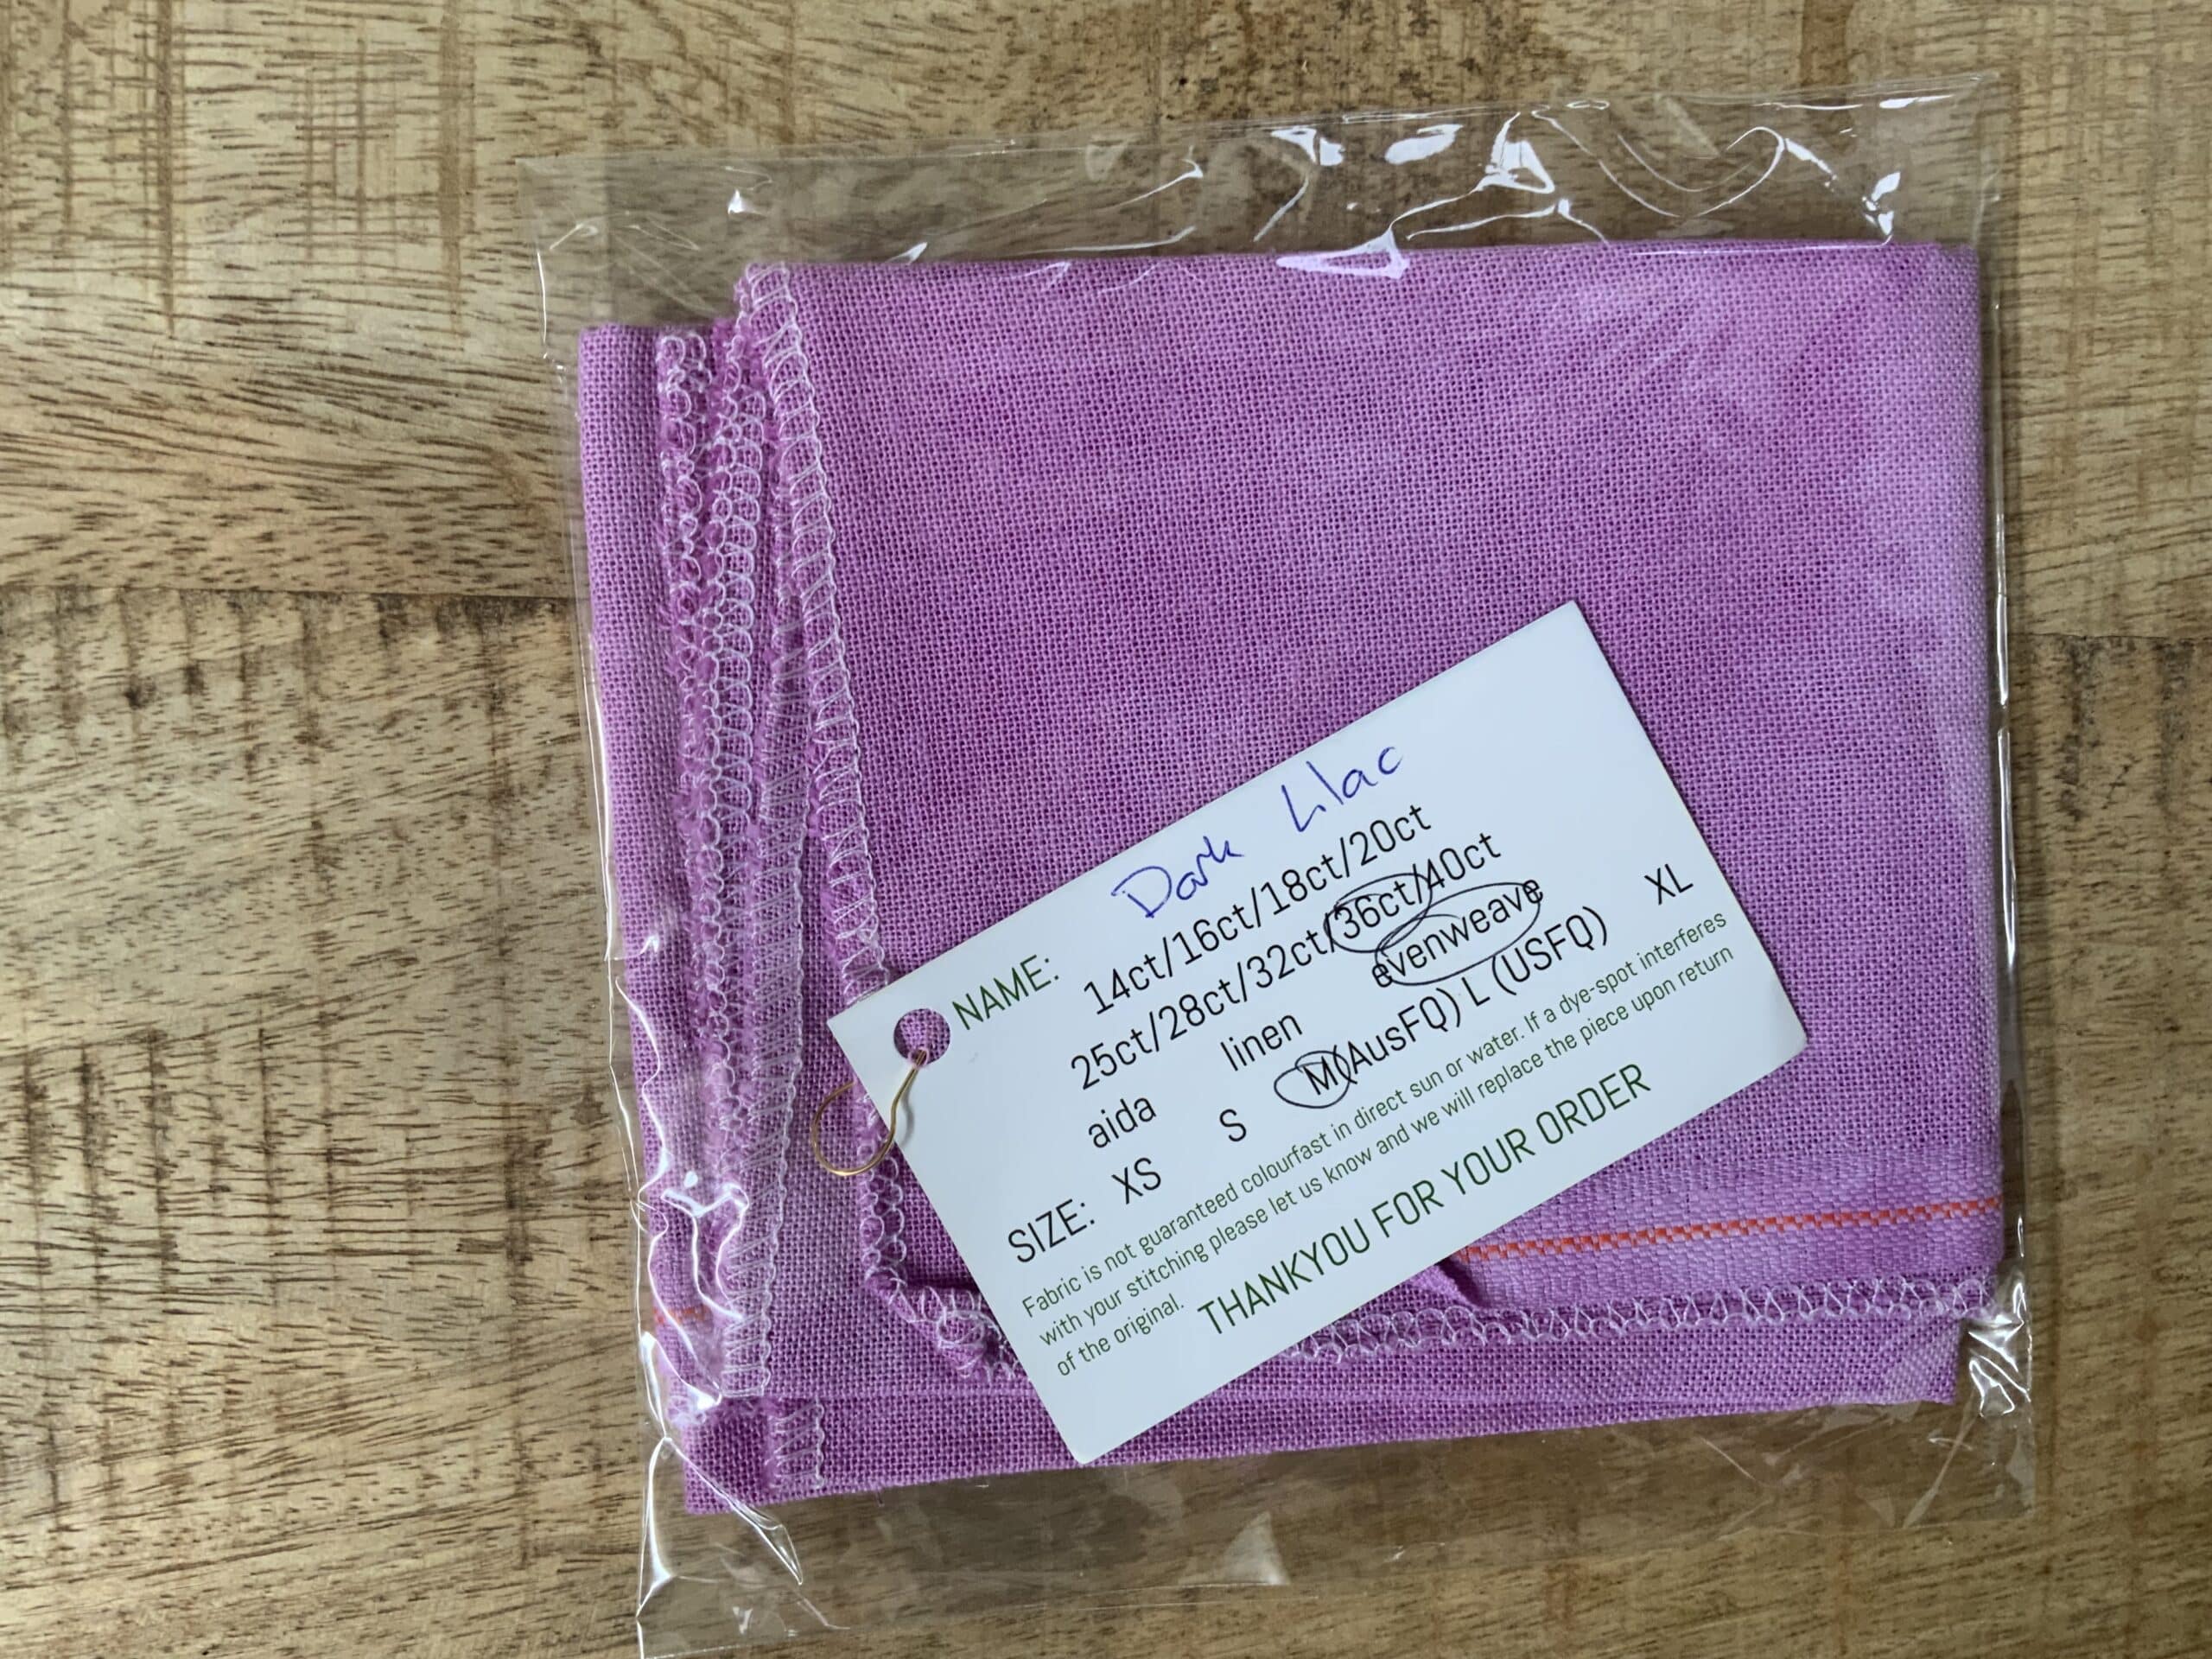 NAME: Dark Lilac
14ct/16ct/18ct/20ct
25ct/28ct/32ct/36ct/40ct
aida linen evenweave
SIZE: XS S M(AusFQ) L (USFQ) XL
Fabric is not guaranteed colourfast in direct sun or water. If a dye-spot interferes
with your stitching please let us know and we will replace the piece upon return
of the original.
THANKYOU FOR YOUR ORDER